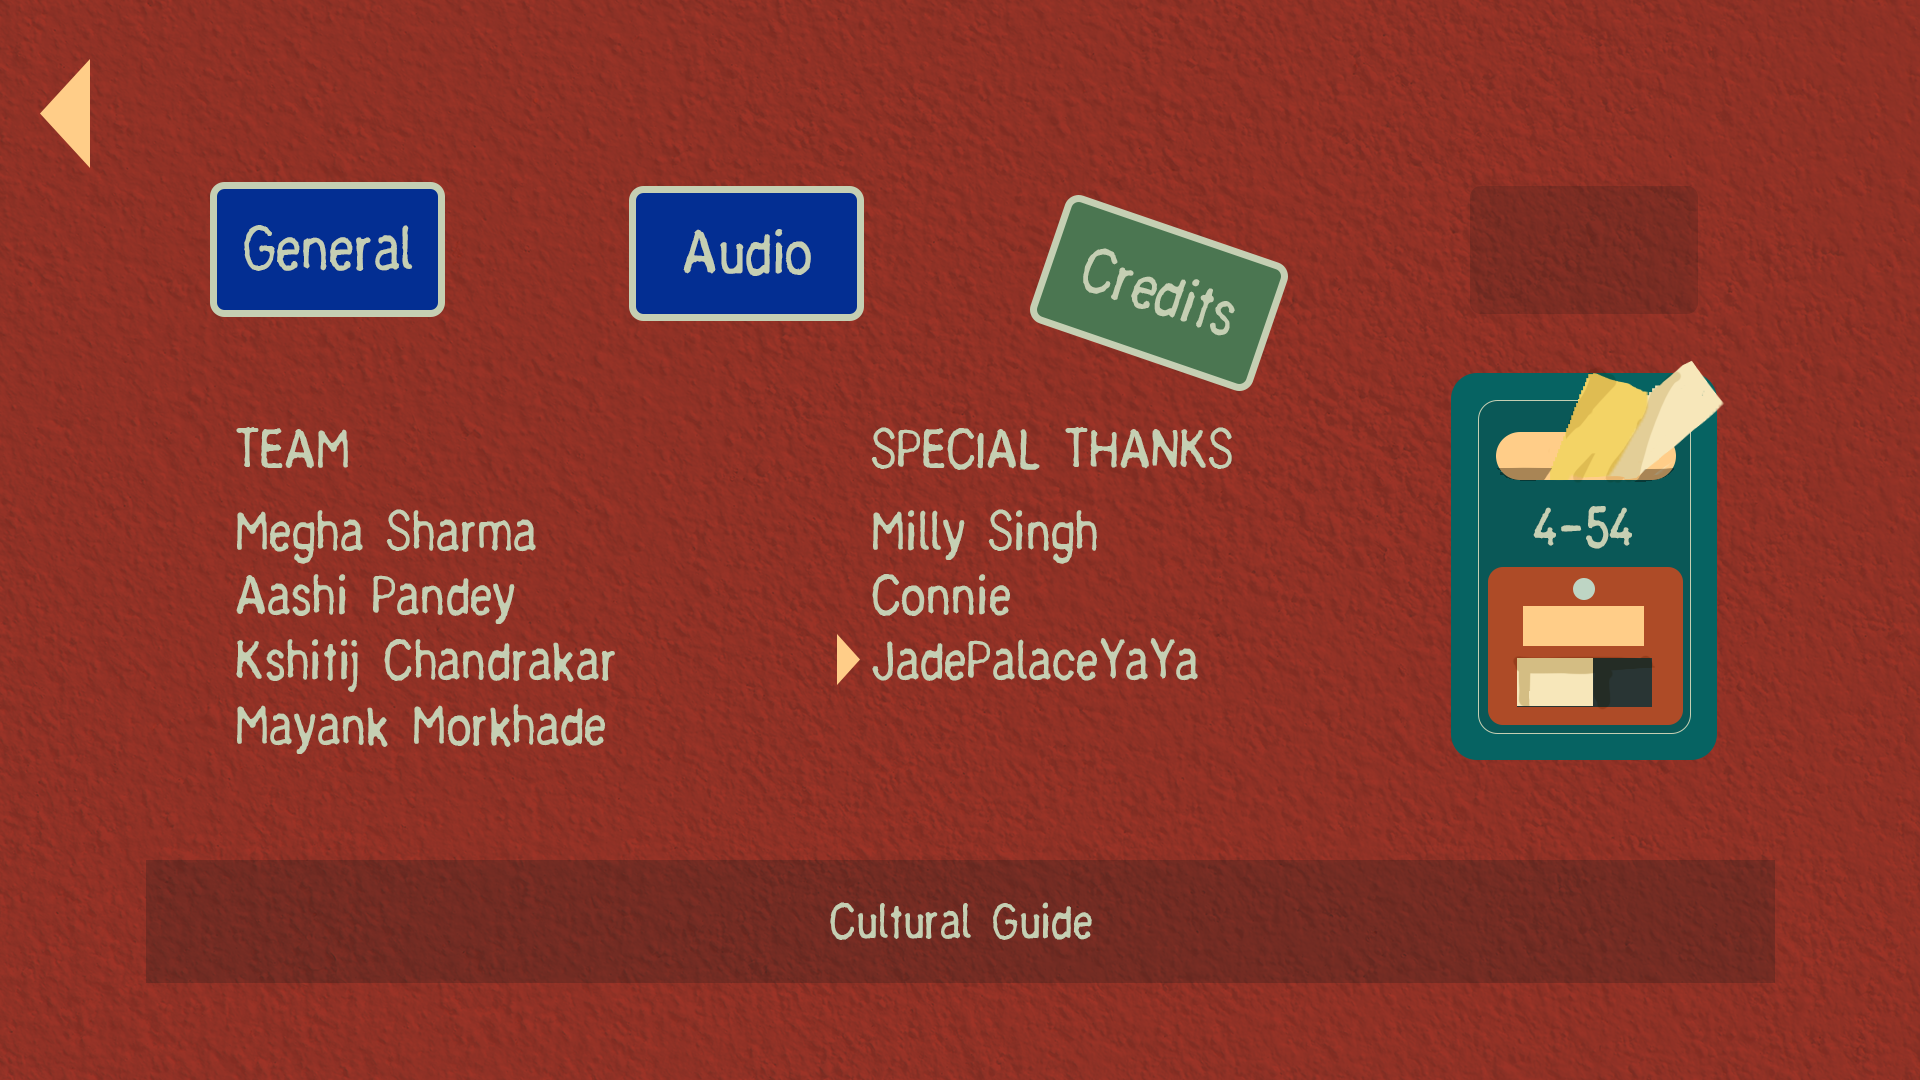 General
Audio
Credits
TEAM
Megha Sharma
Aashi Pandey
Kshitij Chandrakar
Mayank Morkhade
SPECIAL THANKS
Milly Singh
Connie
JadePalaceYaYa
4-54
Cultural Guide